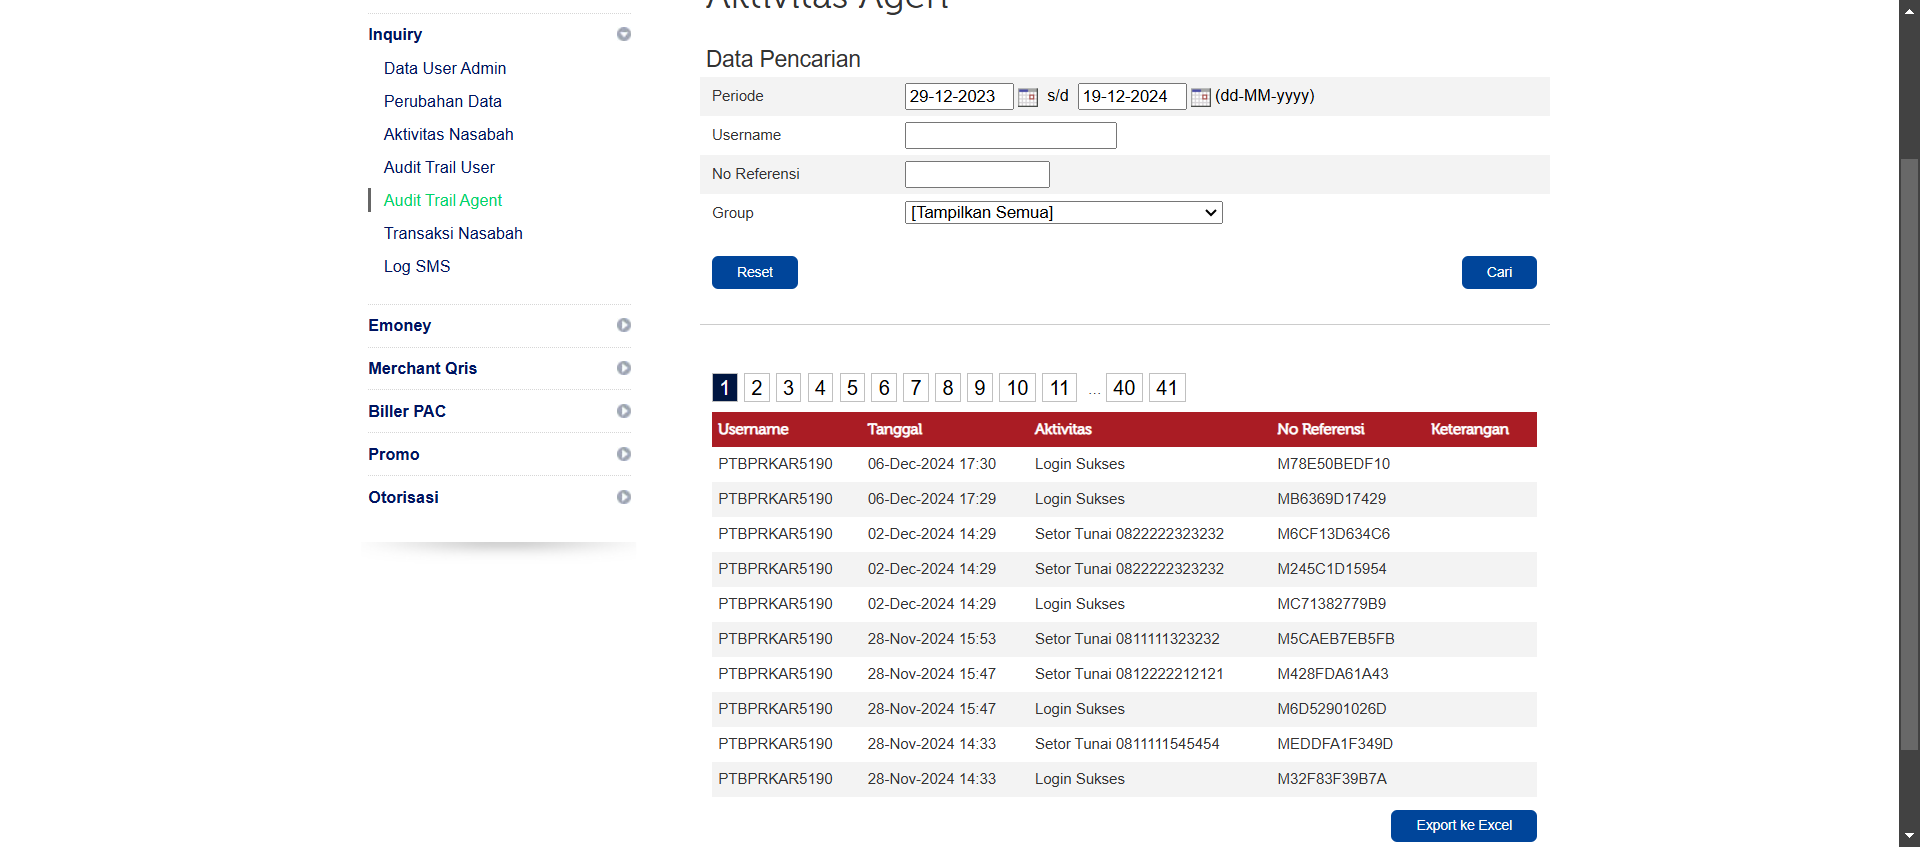 Aktivitas Agen
Inquiry
Data User Admin
Perubahan Data
Aktivitas Nasabah
Audit Trail User
Audit Trail Agent
Transaksi Nasabah
Log SMS
Emoney
Merchant Qris
Biller PAC
Promo
Otorisasi
Data Pencarian
Periode 29-12-2023 s/d 19-12-2024 (dd-MM-yyyy)
Username
No Referensi
Group [Tampilkan Semua]
Reset Cari
1 2 3 4 5 6 7 8 9 10 11 ... 40 41
Username Tanggal Aktivitas No Referensi Keterangan
PTBPRKAR5190 06-Dec-2024 17:30 Login Sukses M78E50BEDF10
PTBPRKAR5190 06-Dec-2024 17:29 Login Sukses MB6369D17429
PTBPRKAR5190 02-Dec-2024 14:29 Setor Tunai 0822222323232 M6CF13D634C6
PTBPRKAR5190 02-Dec-2024 14:29 Setor Tunai 0822222323232 M245C1D15954
PTBPRKAR5190 02-Dec-2024 14:29 Login Sukses MC71382779B9
PTBPRKAR5190 28-Nov-2024 15:53 Setor Tunai 0811111323232 M5CAEB7EB5FB
PTBPRKAR5190 28-Nov-2024 15:47 Setor Tunai 0812222212121 M428FDA61A43
PTBPRKAR5190 28-Nov-2024 15:47 Login Sukses M6D52901026D
PTBPRKAR5190 28-Nov-2024 14:33 Setor Tunai 0811111545454 MEDDFA1F349D
PTBPRKAR5190 28-Nov-2024 14:33 Login Sukses M32F83F39B7A
Export ke Excel